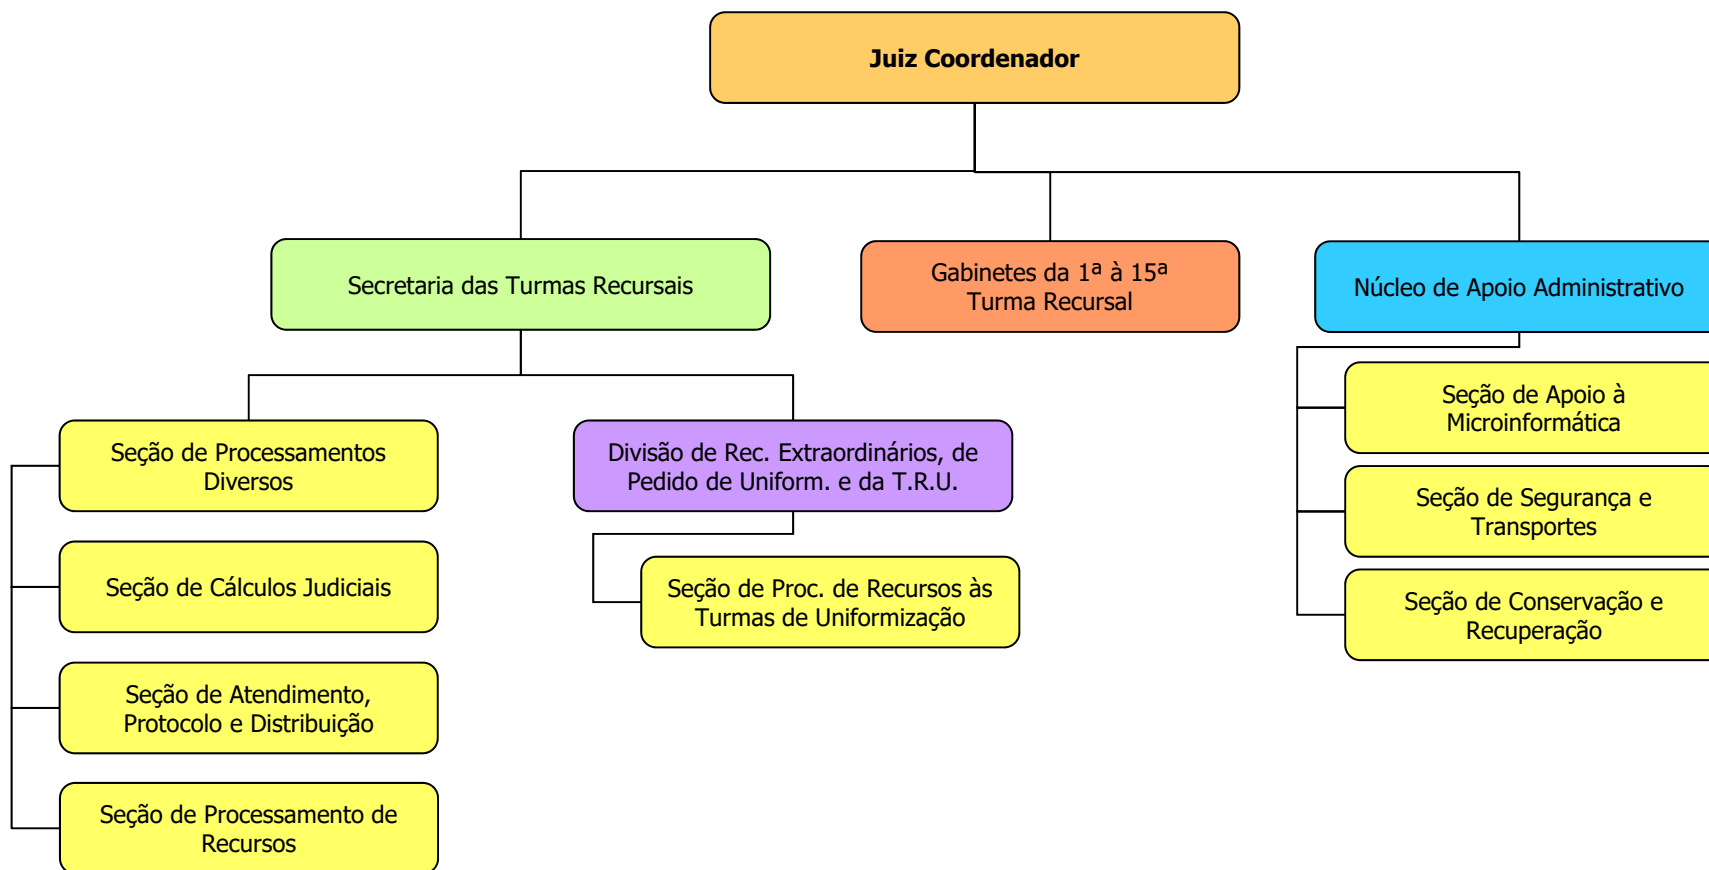 Juiz Coordenador
Secretaria das Turmas Recursais
Gabinetes da 1ª à 15ª
Turma Recursal
Núcleo de Apoio Administrativo
Seção de Processamentos
Diversos
Seção de Cálculos Judiciais
Seção de Atendimento,
Protocolo e Distribuição
Seção de Processamento de
Recursos
Divisão de Rec. Extraordinários, de
Pedido de Uniform. e da T.R.U.
Seção de Proc. de Recursos às
Turmas de Uniformização
Seção de Apoio à
Microinformática
Seção de Segurança e
Transportes
Seção de Conservação e
Recuperação